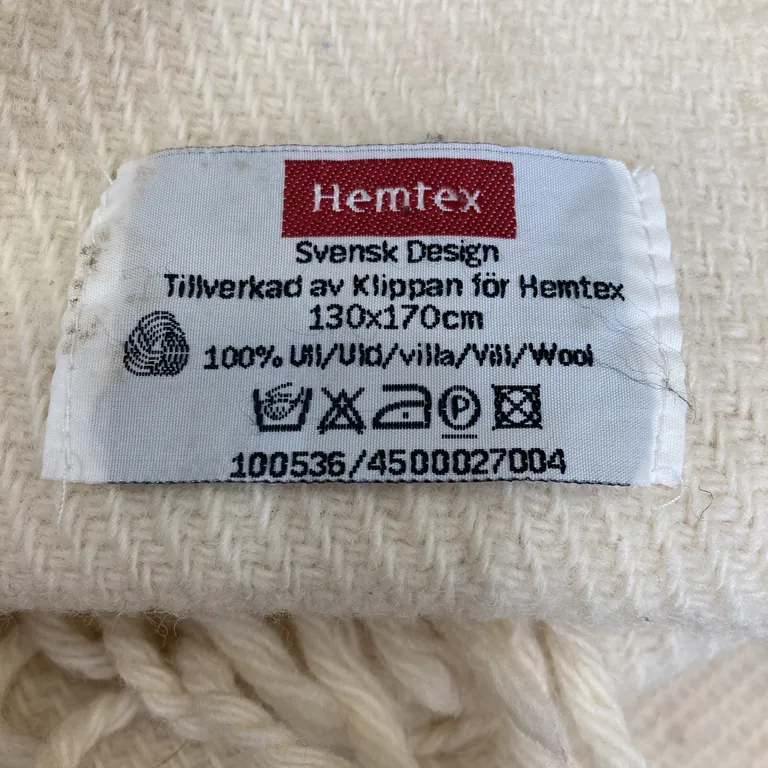 Hemtex
Svensk Design
Tillverkad av Klippan för Hemtex
130x170cm
100% Ull/Uld/villa/Vill/Wool
P
100536/4500027004